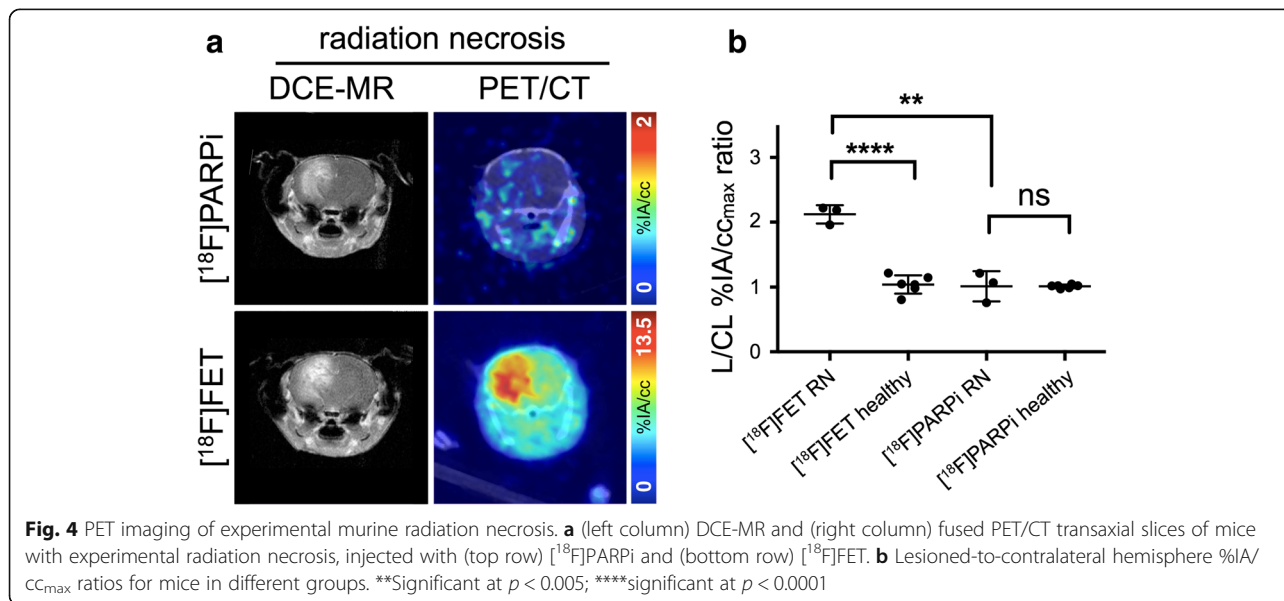 a
radiation necrosis
DCE-MR PET/CT
[¹⁸F]PARPi
2
%IA/cc
0
[¹⁸F]FET
13.5
%IA/cc
0
b
L/CL %IA/ccmax ratio
3
2
1
0
**
****
ns
[¹⁸F]FET RN
[¹⁸F]FET healthy
[¹⁸F]PARPi RN
[¹⁸F]PARPi healthy
Fig. 4 PET imaging of experimental murine radiation necrosis. a (left column) DCE-MR and (right column) fused PET/CT transaxial slices of mice
with experimental radiation necrosis, injected with (top row) [¹⁸F]PARPi and (bottom row) [¹⁸F]FET. b Lesioned-to-contralateral hemisphere %IA/
ccmax ratios for mice in different groups. **Significant at p < 0.005; ****significant at p < 0.0001